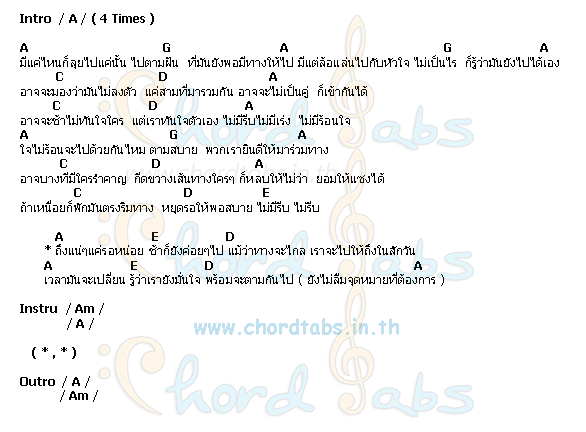 Intro / A / ( 4 Times )
A G A G A
มีแค่ไหนก็ลุยไปแค่นั้น ไปตามฝัน ที่มันยังพอมีทางให้ไป มีแต่ล้อแล่นไปกับหัวใจ ไม่เป็นไร ก็รู้ว่ามันยังไปได้เอง
C D A
อาจจะมองว่ามันไม่ลงตัว แค่สามที่มารวมกัน อาจจะไม่เป็นคู่ ก็เข้ากันได้
C D A
อาจจะช้าไม่ทันใจใคร แต่เราทันใจตัวเอง ไม่มีรีบไม่มีเร่ง ไม่มีร้อนใจ
A G A
ใจไม่ร้อนจะไปด้วยกันไหม ตามสบาย พวกเรายินดีให้มาร่วมทาง
C D A
อาจบางที่มีใครรำคาญ กีดขวางเส้นทางใครๆ ก็หลบให้ไม่ว่า ยอมให้แซงได้
C D E
ถ้าเหนื่อยก็พักมันตรงริมทาง หยุดรอให้พอสบาย ไม่มีรีบ ไม่รีบ
A E D
* ถึงแน่ๆแค่รอหน่อย ช้าก็ยังค่อยๆไป แม้ว่าทางจะไกล เราจะไปให้ถึงในสักวัน
A E D A
เวลามันจะเปลี่ยน รู้ว่าเรายังมั่นใจ พร้อมจะตามกันไป ( ยังไม่ลืมจุดหมายที่ต้องการ )
Instru / Am /
/ A /
www.chordtabs.in.th
( * , * )
Outro / A /
/ Am /
Chord Tabs
Chord Tabs